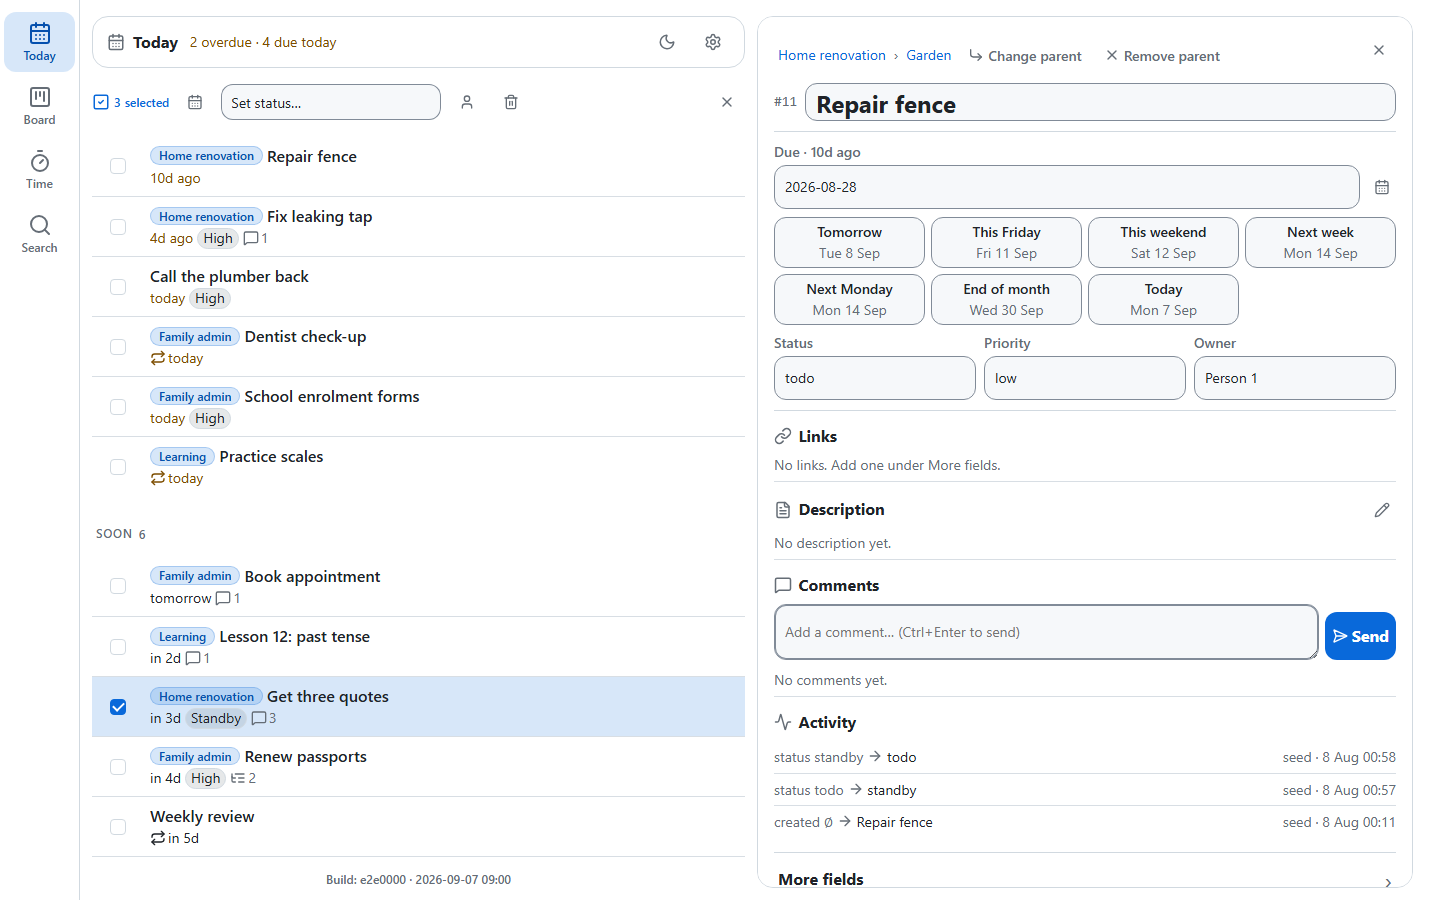 Today
Board
Time
Search
Today 2 overdue · 4 due today
3 selected
Set status...
Home renovation Repair fence
10d ago
Home renovation Fix leaking tap
4d ago High 1
Call the plumber back
today High
Family admin Dentist check-up
today
Family admin School enrolment forms
today High
Learning Practice scales
today
SOON 6
Family admin Book appointment
tomorrow 1
Learning Lesson 12: past tense
in 2d 1
Home renovation Get three quotes
in 3d Standby 3
Family admin Renew passports
in 4d High 2
Weekly review
in 5d
Build: e2e0000 · 2026-09-07 09:00
Home renovation › Garden Change parent Remove parent
#11 Repair fence
Due · 10d ago
2026-08-28
Tomorrow
Tue 8 Sep
This Friday
Fri 11 Sep
This weekend
Sat 12 Sep
Next week
Mon 14 Sep
Next Monday
Mon 14 Sep
End of month
Wed 30 Sep
Today
Mon 7 Sep
Status Priority Owner
todo low Person 1
Links
No links. Add one under More fields.
Description
No description yet.
Comments
Add a comment... (Ctrl+Enter to send)
Send
No comments yet.
Activity
status standby → todo seed · 8 Aug 00:58
status todo → standby seed · 8 Aug 00:57
created ∅ → Repair fence seed · 8 Aug 00:11
More fields